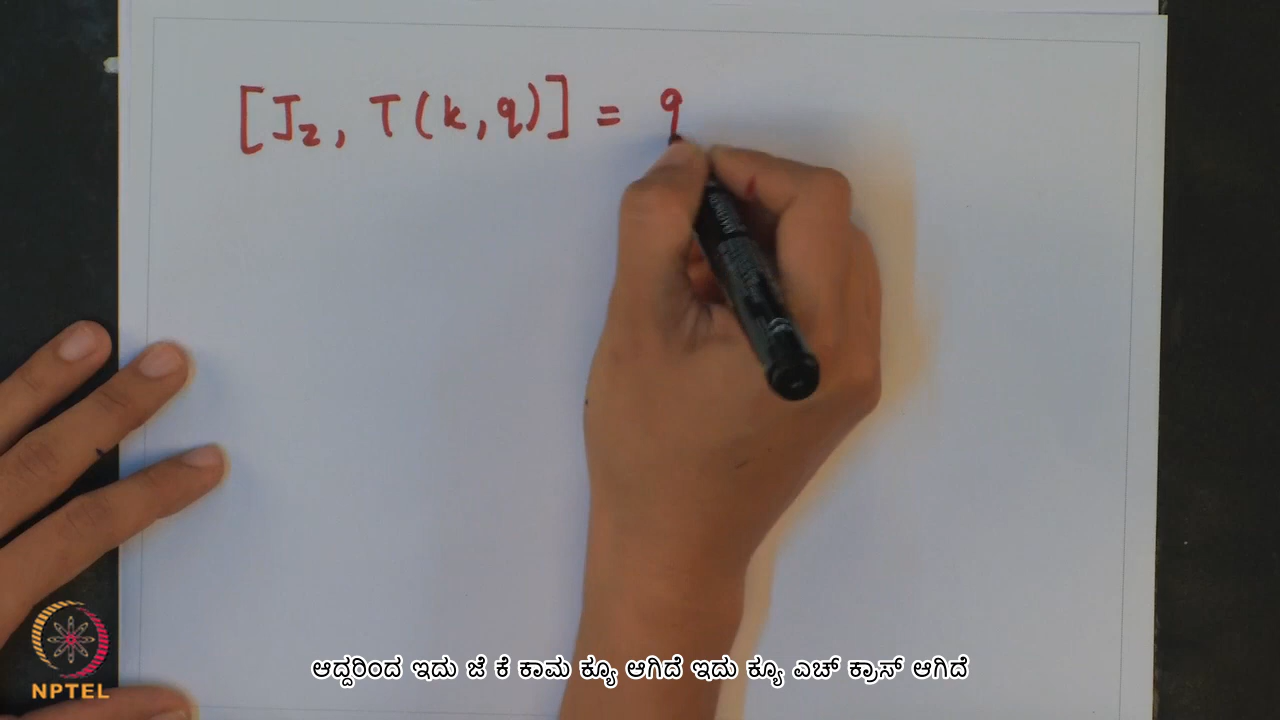 [J_z, T(k,q)] = q
NPTEL
ಆದ್ದರಿಂದ ಇದು ಜೆ ಕೆ ಕಾಮ ಕ್ಯೂ ಆಗಿದೆ ಇದು ಕ್ಯೂ ಎಚ್ ಕ್ರಾಸ್ ಆಗಿದೆ